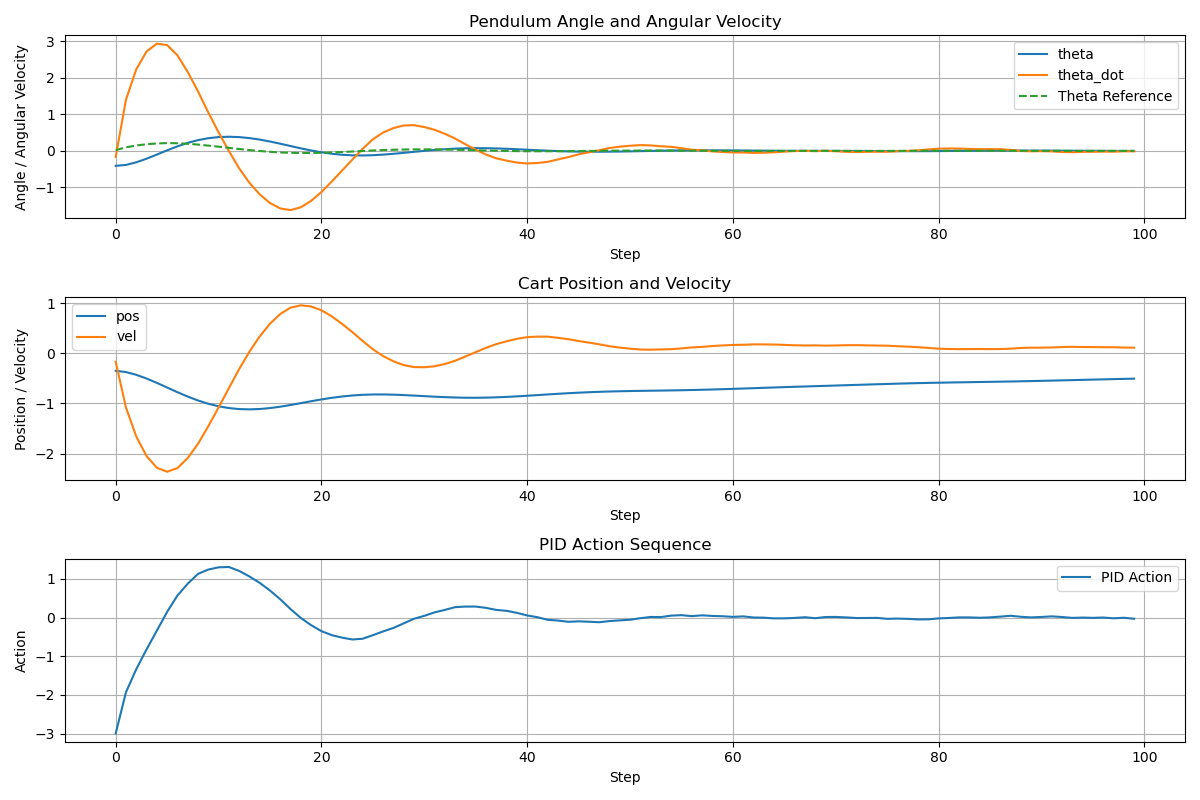 Pendulum Angle and Angular Velocity
Angle / Angular Velocity
3
2
1
0
−1
theta
theta_dot
Theta Reference
0 20 40 60 80 100
Step
Cart Position and Velocity
Position / Velocity
1
0
−1
−2
pos
vel
0 20 40 60 80 100
Step
PID Action Sequence
Action
1
0
−1
−2
−3
PID Action
0 20 40 60 80 100
Step